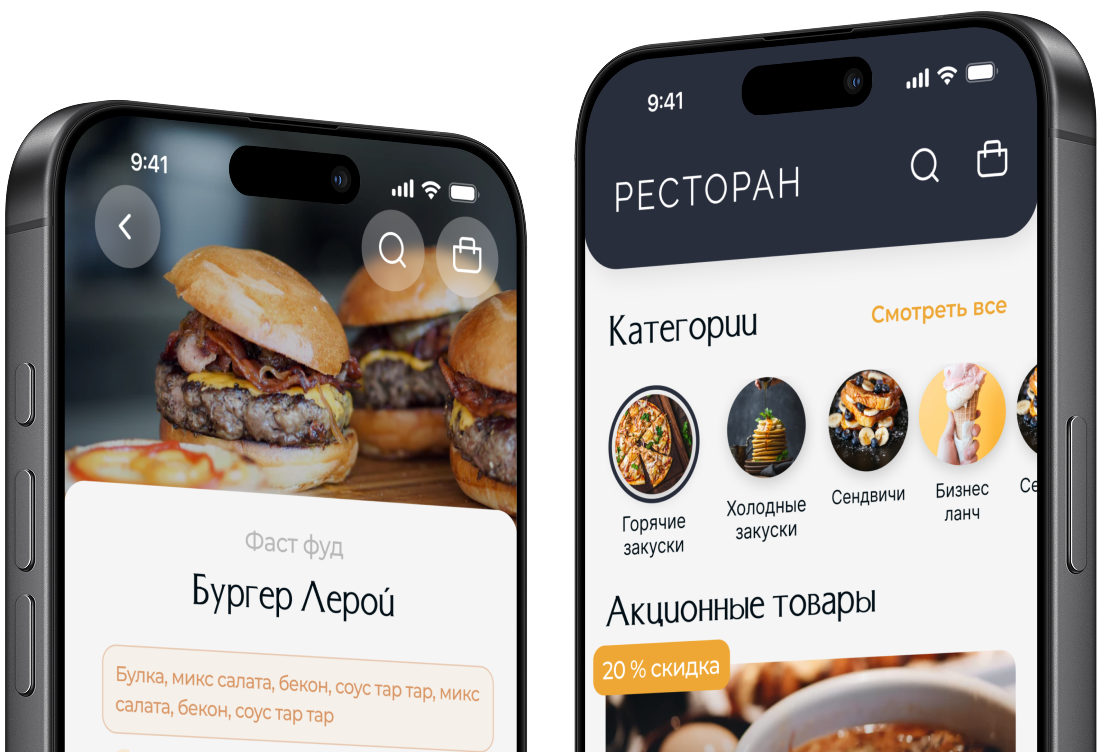 9:41
Фаст фуд
Бургер Лерой
Булка, микс салата, бекон, соус тар тар, микс
салата, бекон, соус тар тар
9:41
РЕСТОРАН
Категории
Смотреть все
Горячие
закуски
Холодные
закуски
Сендвичи
Бизнес
ланч
Се
Акционные товары
20 % скидка